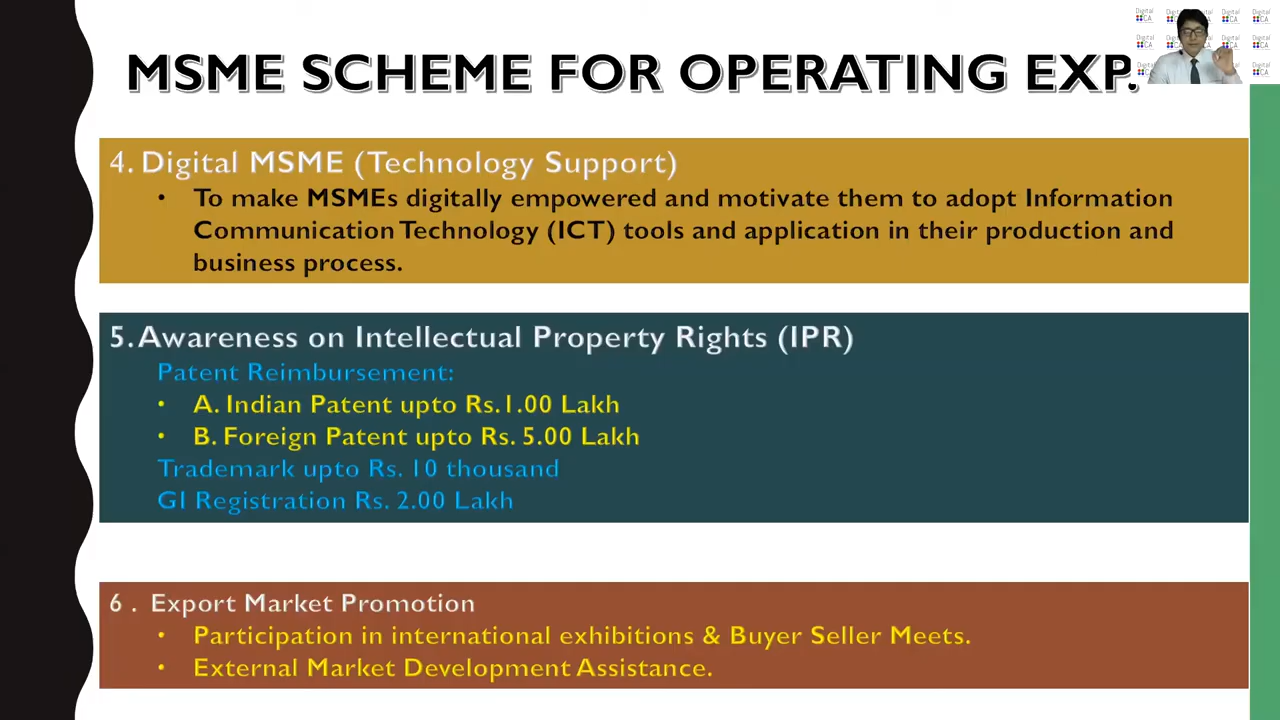 MSME SCHEME FOR OPERATING EXP.
Digital CA
4. Digital MSME (Technology Support)
• To make MSMEs digitally empowered and motivate them to adopt Information
Communication Technology (ICT) tools and application in their production and
business process.
5. Awareness on Intellectual Property Rights (IPR)
Patent Reimbursement:
• A. Indian Patent upto Rs.1.00 Lakh
• B. Foreign Patent upto Rs. 5.00 Lakh
Trademark upto Rs. 10 thousand
GI Registration Rs. 2.00 Lakh
6 . Export Market Promotion
• Participation in international exhibitions & Buyer Seller Meets.
• External Market Development Assistance.